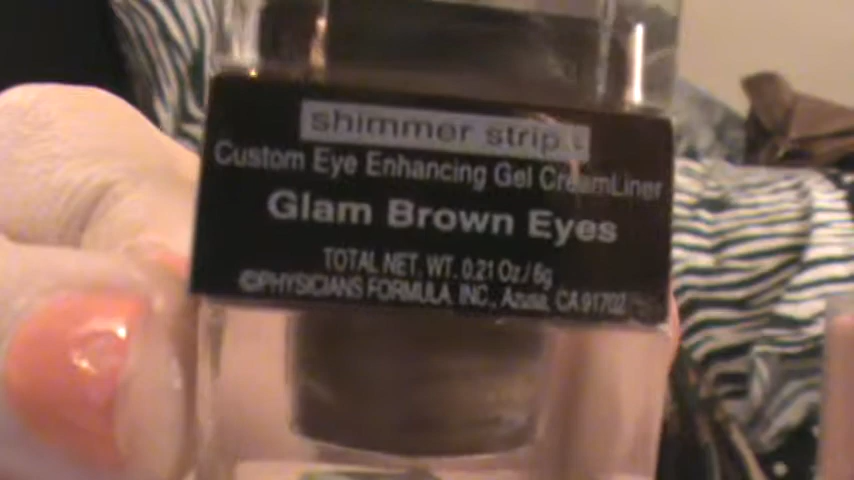 shimmer strips
Custom Eye Enhancing Gel CreamLiner
Glam Brown Eyes
TOTAL NET. WT. 0.21 Oz./6g
©PHYSICIANS FORMULA, INC., Azusa, CA 91702